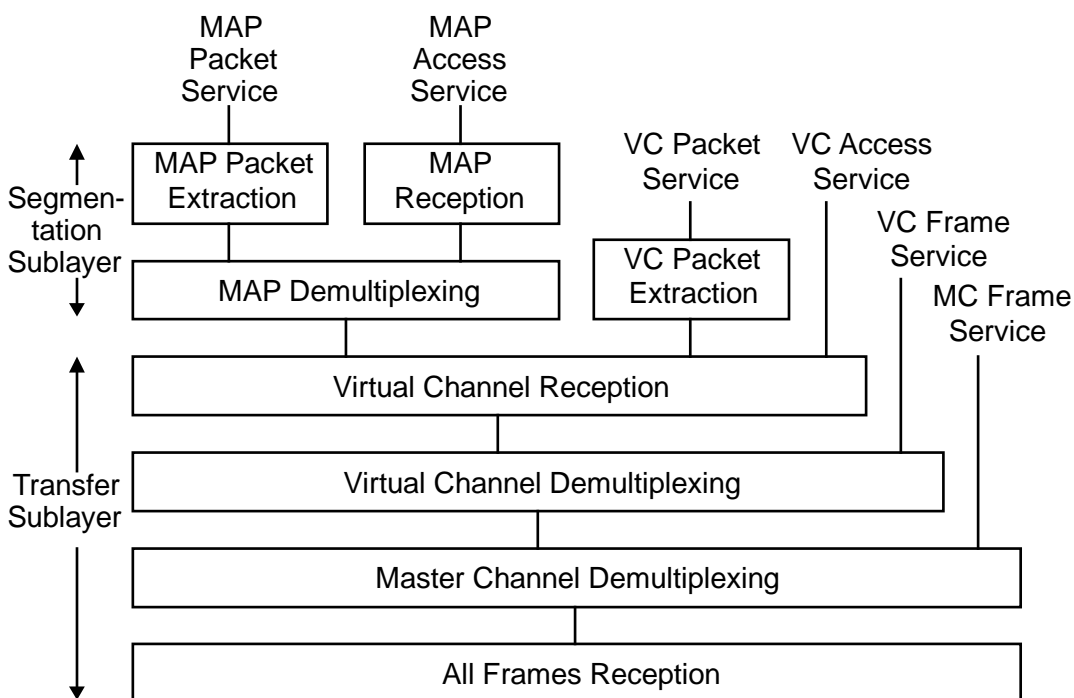 MAP
Packet
Service
MAP
Access
Service
MAP Packet
Extraction
MAP
Reception
VC Packet
Service
VC Access
Service
VC Frame
Service
MC Frame
Service
Segmen-
tation
Sublayer
MAP Demultiplexing
VC Packet
Extraction
Virtual Channel Reception
Transfer
Sublayer
Virtual Channel Demultiplexing
Master Channel Demultiplexing
All Frames Reception